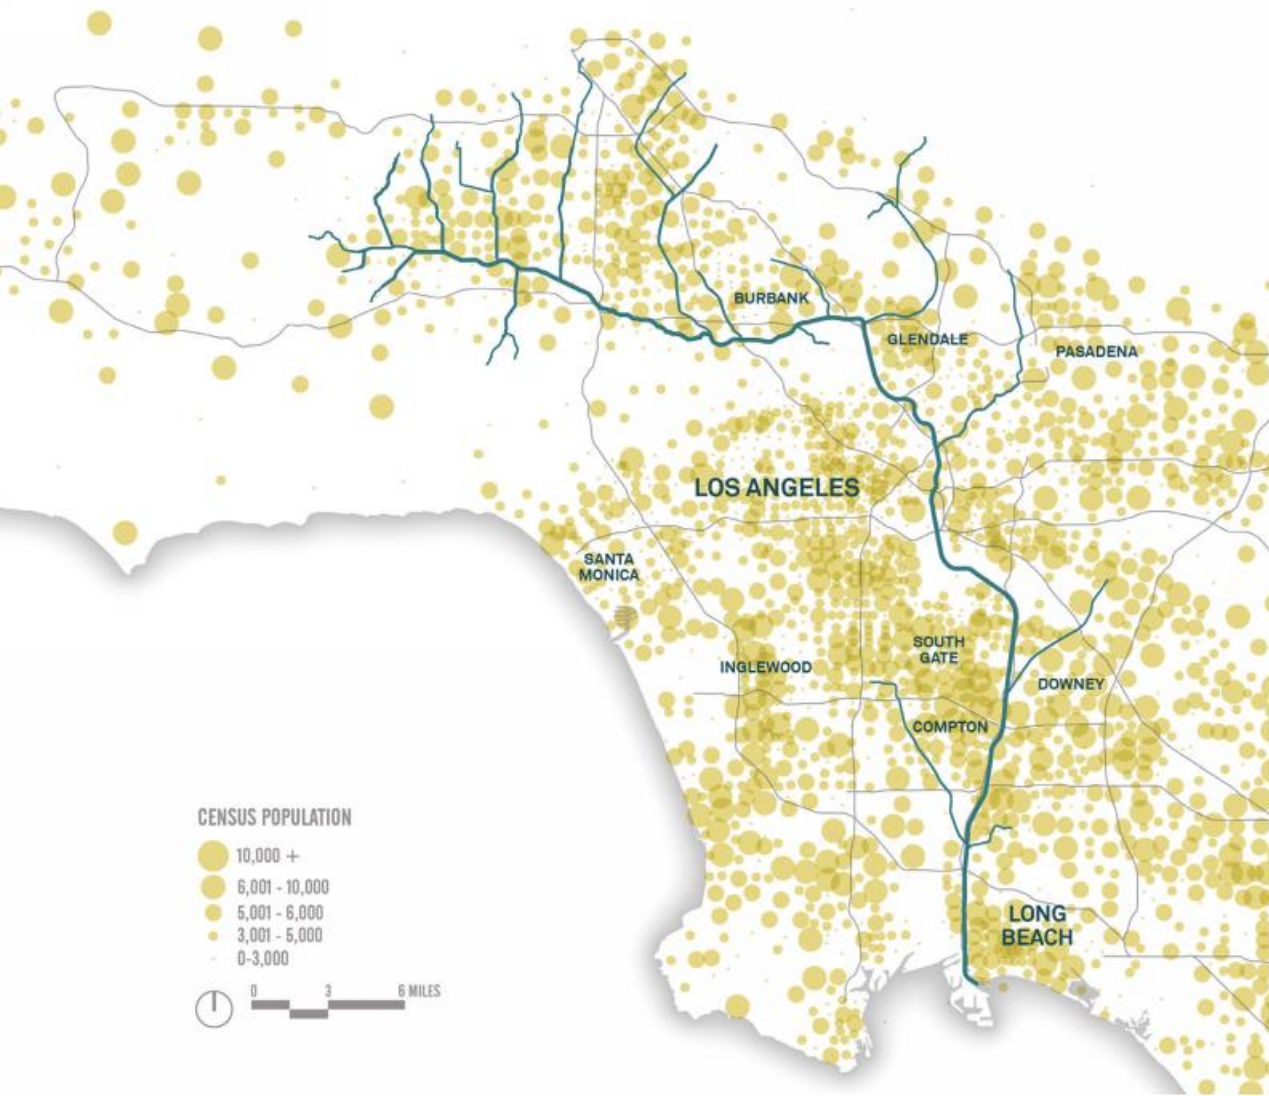 BURBANK
GLENDALE
PASADENA
LOS ANGELES
SANTA
MONICA
SOUTH
GATE
INGLEWOOD
DOWNEY
COMPTON
CENSUS POPULATION
10,000 +
6,001 - 10,000
5,001 - 6,000
3,001 - 5,000
0-3,000
LONG
BEACH
0 3 6 MILES